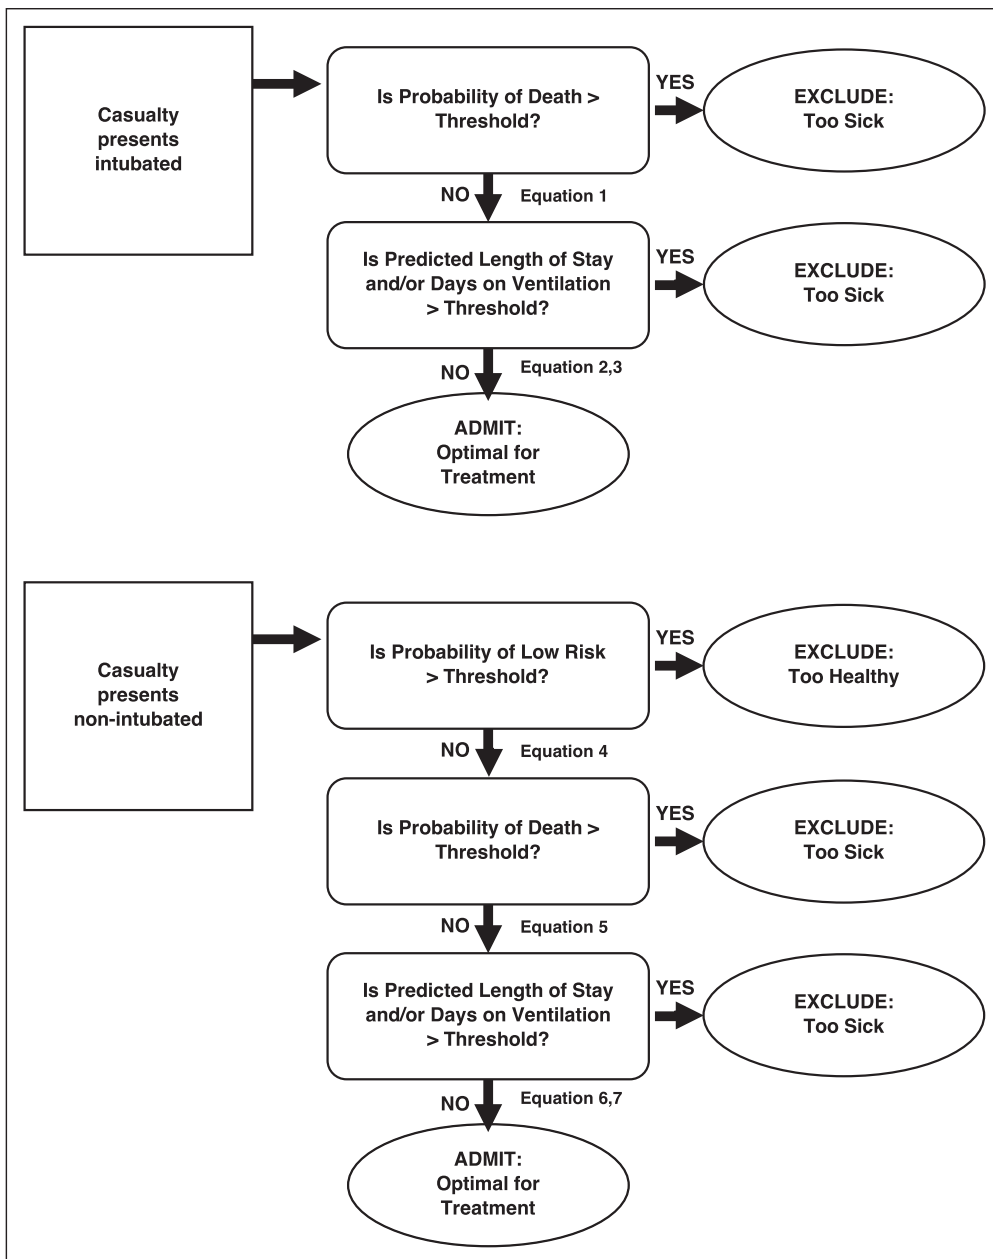 Casualty
presents
intubated
Is Probability of Death >
Threshold?
YES
EXCLUDE:
Too Sick
NO
Equation 1
Is Predicted Length of Stay
and/or Days on Ventilation
> Threshold?
YES
EXCLUDE:
Too Sick
NO
Equation 2,3
ADMIT:
Optimal for
Treatment
Casualty
presents
non-intubated
Is Probability of Low Risk
> Threshold?
YES
EXCLUDE:
Too Healthy
NO
Equation 4
Is Probability of Death >
Threshold?
YES
EXCLUDE:
Too Sick
NO
Equation 5
Is Predicted Length of Stay
and/or Days on Ventilation
> Threshold?
YES
EXCLUDE:
Too Sick
NO
Equation 6,7
ADMIT:
Optimal for
Treatment